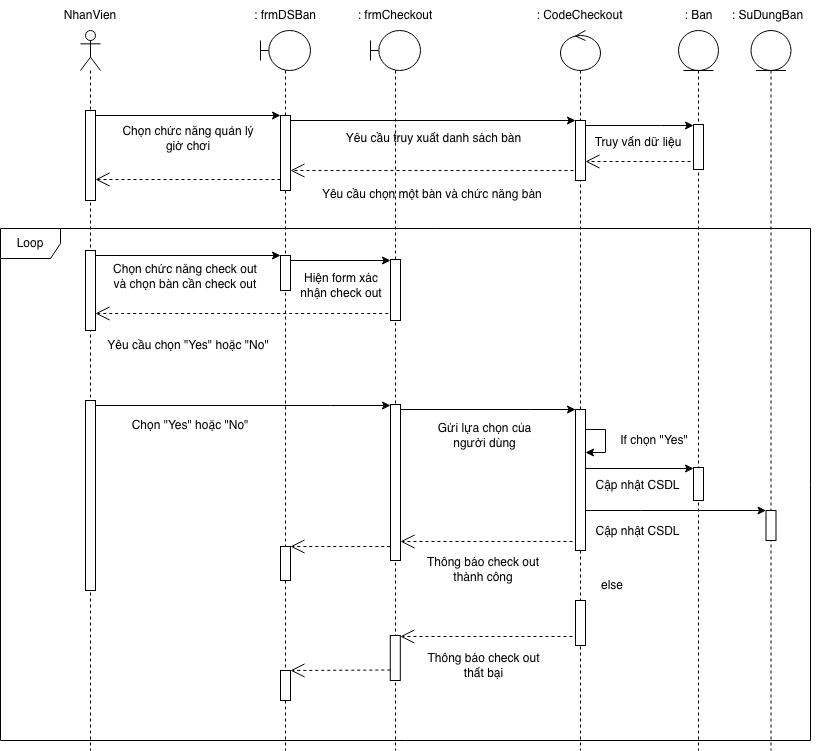 NhanVien
: frmDSBan
: frmCheckout
: CodeCheckout
: Ban
: SuDungBan
Chọn chức năng quản lý
giờ chơi
Yêu cầu truy xuất danh sách bàn
Truy vấn dữ liệu
Yêu cầu chọn một bàn và chức năng bàn
Loop
Chọn chức năng check out
và chọn bàn cần check out
Hiện form xác
nhận check out
Yêu cầu chọn "Yes" hoặc "No"
Chọn "Yes" hoặc "No"
Gửi lựa chọn của
người dùng
If chọn "Yes"
Cập nhật CSDL
Cập nhật CSDL
Thông báo check out
thành công
else
Thông báo check out
thất bại